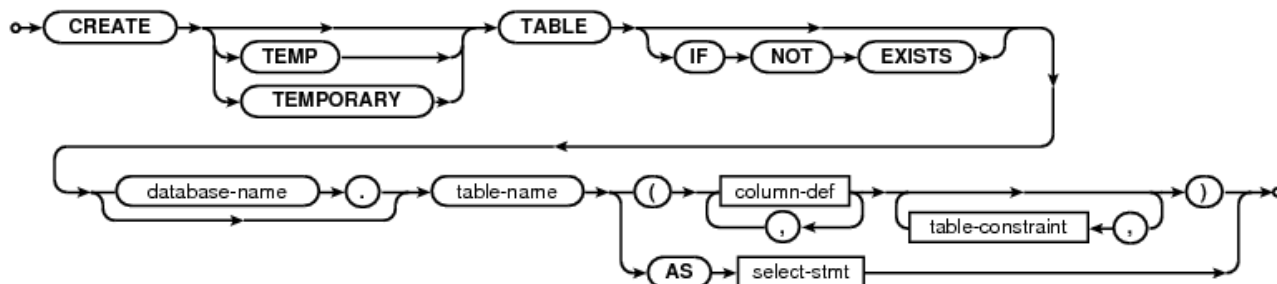 CREATE TABLE
TEMP IF NOT EXISTS
TEMPORARY
database-name . table-name ( column-def )
, table-constraint ,
AS select-stmt